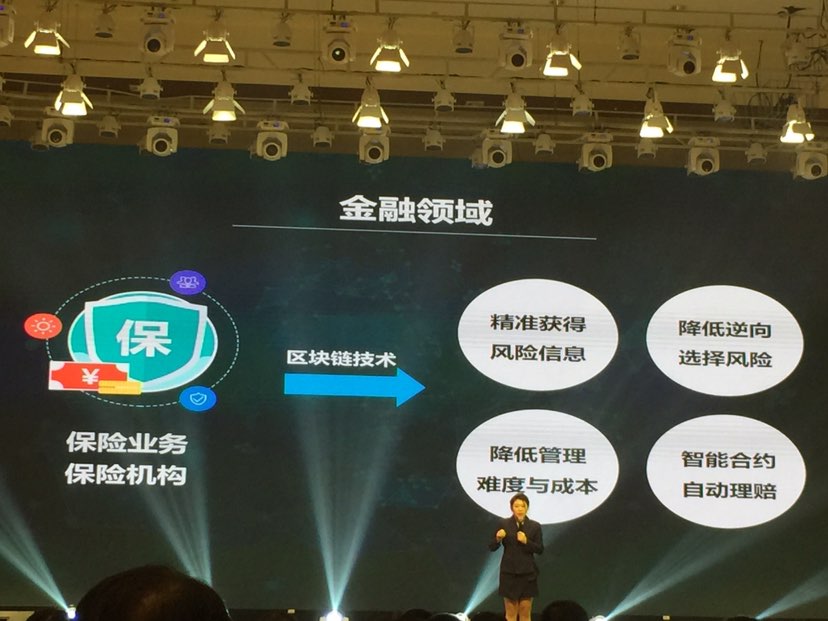 金融领域
保
¥
保险业务
保险机构
区块链技术
精准获得
风险信息
降低逆向
选择风险
降低管理
难度与成本
智能合约
自动理赔